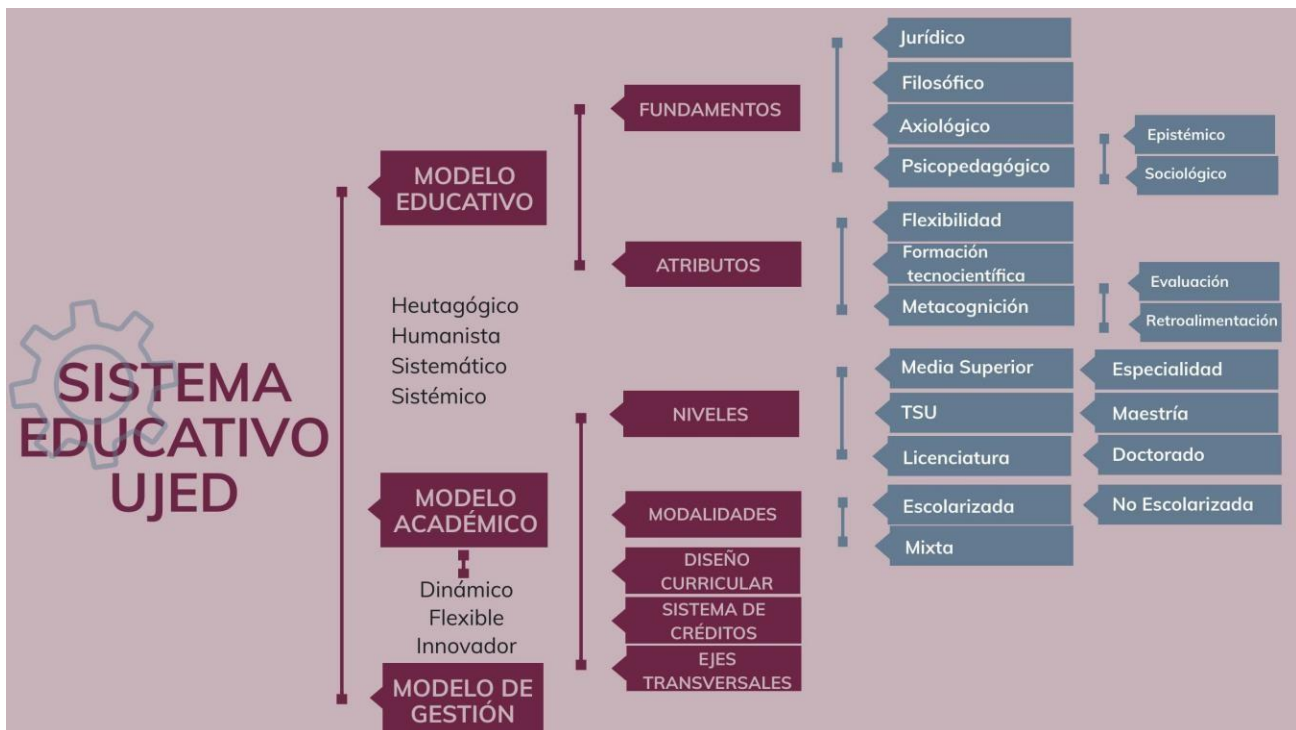 SISTEMA
EDUCATIVO
UJED
MODELO
EDUCATIVO
Heutagógico
Humanista
Sistemático
Sistémico
MODELO
ACADÉMICO
Dinámico
Flexible
Innovador
MODELO DE
GESTIÓN
FUNDAMENTOS
Jurídico
Filosófico
Axiológico
Psicopedagógico
Epistémico
Sociológico
ATRIBUTOS
Flexibilidad
Formación
tecnocientífica
Metacognición
Evaluación
Retroalimentación
NIVELES
Media Superior
TSU
Licenciatura
Especialidad
Maestría
Doctorado
MODALIDADES
Escolarizada
Mixta
No Escolarizada
DISEÑO
CURRICULAR
SISTEMA DE
CRÉDITOS
EJES
TRANSVERSALES